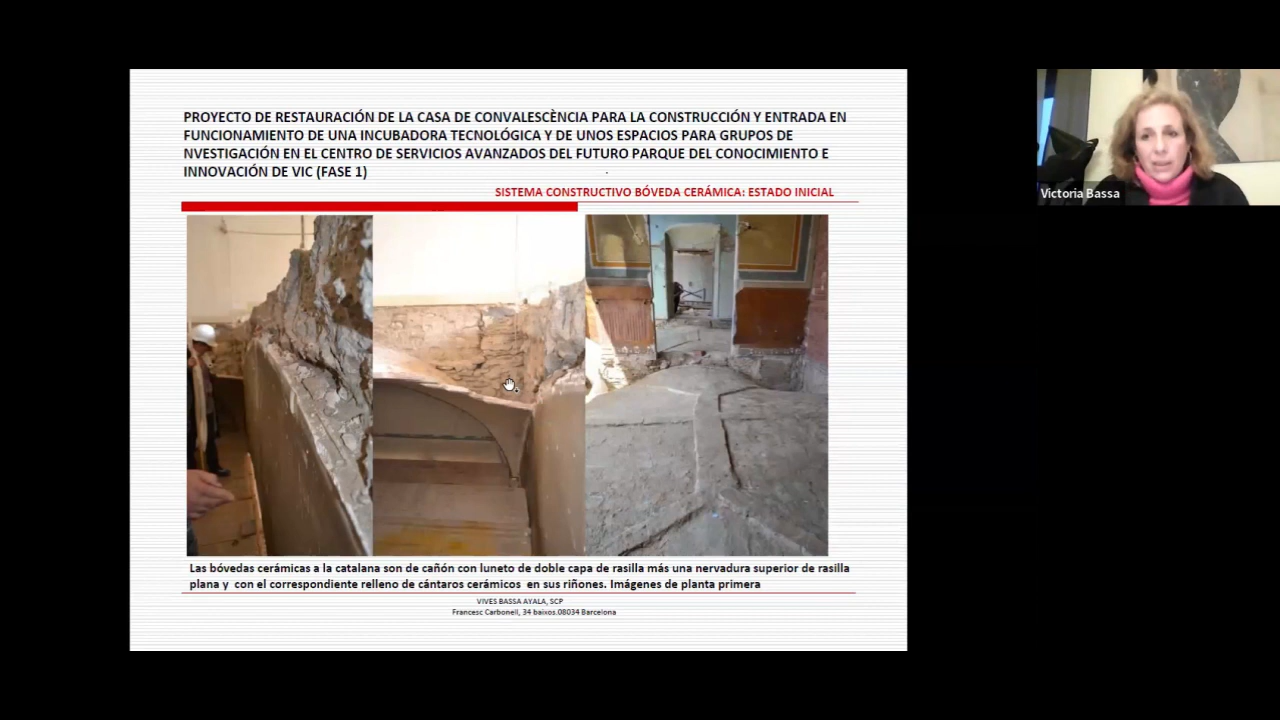 PROYECTO DE RESTAURACIÓN DE LA CASA DE CONVALESCÈNCIA PARA LA CONSTRUCCIÓN Y ENTRADA EN
FUNCIONAMIENTO DE UNA INCUBADORA TECNOLÓGICA Y DE UNOS ESPACIOS PARA GRUPOS DE
NVESTIGACIÓN EN EL CENTRO DE SERVICIOS AVANZADOS DEL FUTURO PARQUE DEL CONOCIMIENTO E
INNOVACIÓN DE VIC (FASE 1)
SISTEMA CONSTRUCTIVO BÓVEDA CERÁMICA: ESTADO INICIAL
Victoria Bassa
Las bóvedas cerámicas a la catalana son de cañón con luneto de doble capa de rasilla más una nervadura superior de rasilla
plana y con el correspondiente relleno de cántaros cerámicos en sus riñones. Imágenes de planta primera
VIVES BASSA AYALA, SCP
Francesc Carbonell, 34 baixos.08034 Barcelona